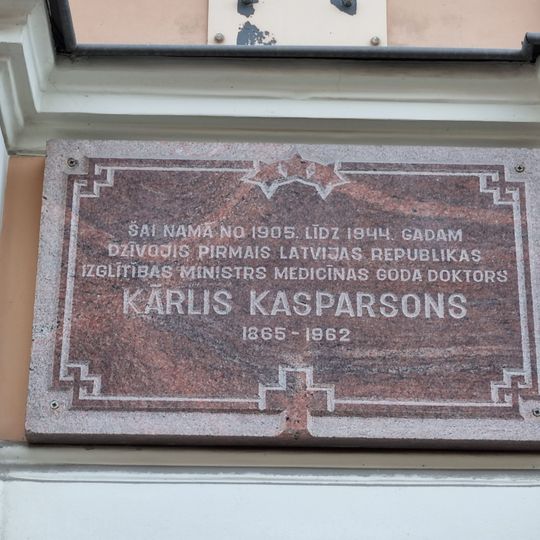 ŠAI NAMĀ NO 1905. LĪDZ 1944. GADAM
DZĪVOJIS PIRMAIS LATVIJAS REPUBLIKAS
IZGLĪTĪBAS MINISTRS MEDICĪNAS GODA DOKTORS
KĀRLIS KASPARSONS
1865 - 1962